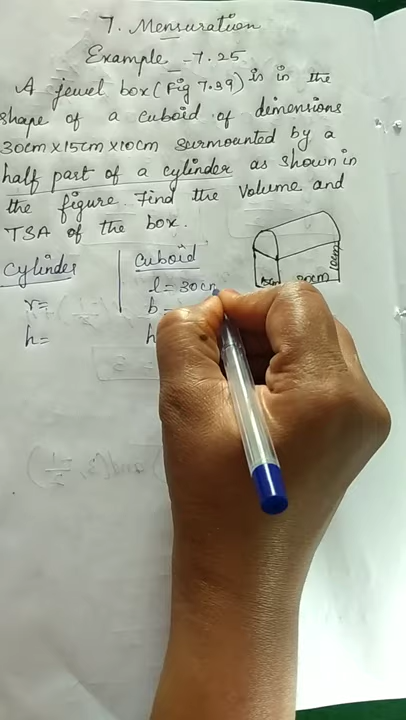 7. Mensuration
Example - 7.25
A jewel box (Fig 7.39) is in the
shape of a cuboid of dimensions
30cm x 15cm x 10cm surmounted by a
half part of a cylinder as shown in
the figure. Find the volume and
TSA of the box.
Cylinder
r =
h =
Cuboid
l = 30cm
b =
h
15cm
30cm